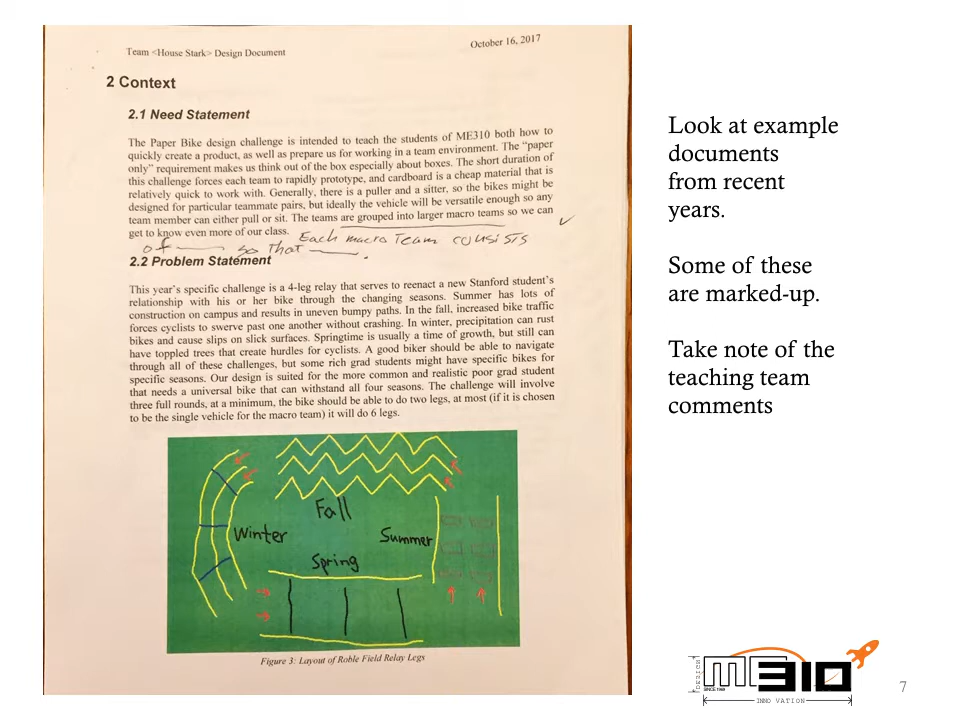 Team <House Stark> Design Document
October 16, 2017
2 Context
2.1 Need Statement
The Paper Bike design challenge is intended to teach the students of ME310 both how to
quickly create a product, as well as prepare us for working in a team environment. The “paper
only” requirement makes us think out of the box especially about boxes. The short duration of
this challenge forces each team to rapidly prototype, and cardboard is a cheap material that is
relatively quick to work with. Generally, there is a puller and a sitter, so the bikes might be
designed for particular teammate pairs, but ideally the vehicle will be versatile enough so any
team member can either pull or sit. The teams are grouped into larger macro teams so we can
get to know even more of our class.
Each macro Team consists
of so That
2.2 Problem Statement
This year's specific challenge is a 4-leg relay that serves to reenact a new Stanford student's
relationship with his or her bike through the changing seasons. Summer has lots of
construction on campus and results in uneven bumpy paths. In the fall, increased bike traffic
forces cyclists to swerve past one another without crashing. In winter, precipitation can rust
bikes and cause slips on slick surfaces. Springtime is usually a time of growth, but still can
have toppled trees that create hurdles for cyclists. A good biker should be able to navigate
through all of these challenges, but some rich grad students might have specific bikes for
specific seasons. Our design is suited for the more common and realistic poor grad student
that needs a universal bike that can withstand all four seasons. The challenge will involve
three full rounds, at a minimum, the bike should be able to do two legs, at most (if it is chosen
to be the single vehicle for the macro team) it will do 6 legs.
Fall
Winter
Summer
Spring
Figure 3: Layout of Roble Field Relay Legs
Look at example
documents
from recent
years.
Some of these
are marked-up.
Take note of the
teaching team
comments
DESIGN
ME310
SINCE 1969
INNO VATION
7